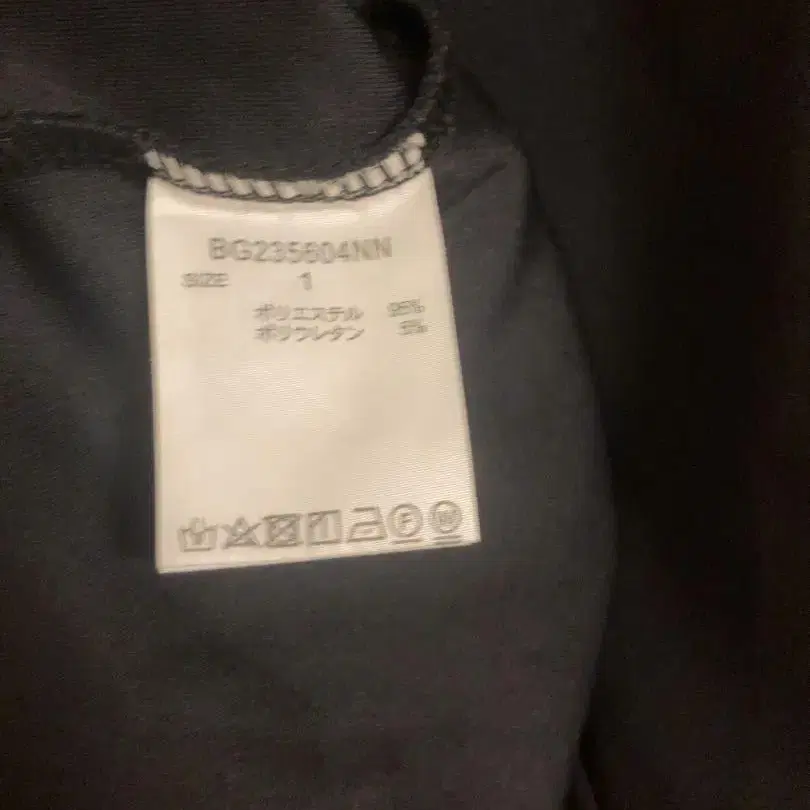 BG235604NN
SIZE 1
ポリエステル 95%
ポリウレタン 5%
F W